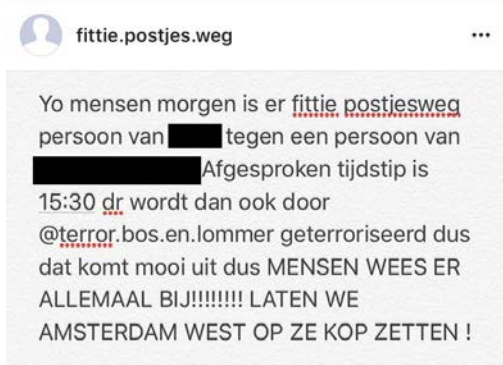 fittie.postjes.weg
Yo mensen morgen is er fittie postjesweg
persoon van tegen een persoon van
Afgesproken tijdstip is
15:30 dr wordt dan ook door
@terror.bos.en.lommer geterroriseerd dus
dat komt mooi uit dus MENSEN WEES ER
ALLEMAAL BIJ!!!!!!!! LATEN WE
AMSTERDAM WEST OP ZE KOP ZETTEN !